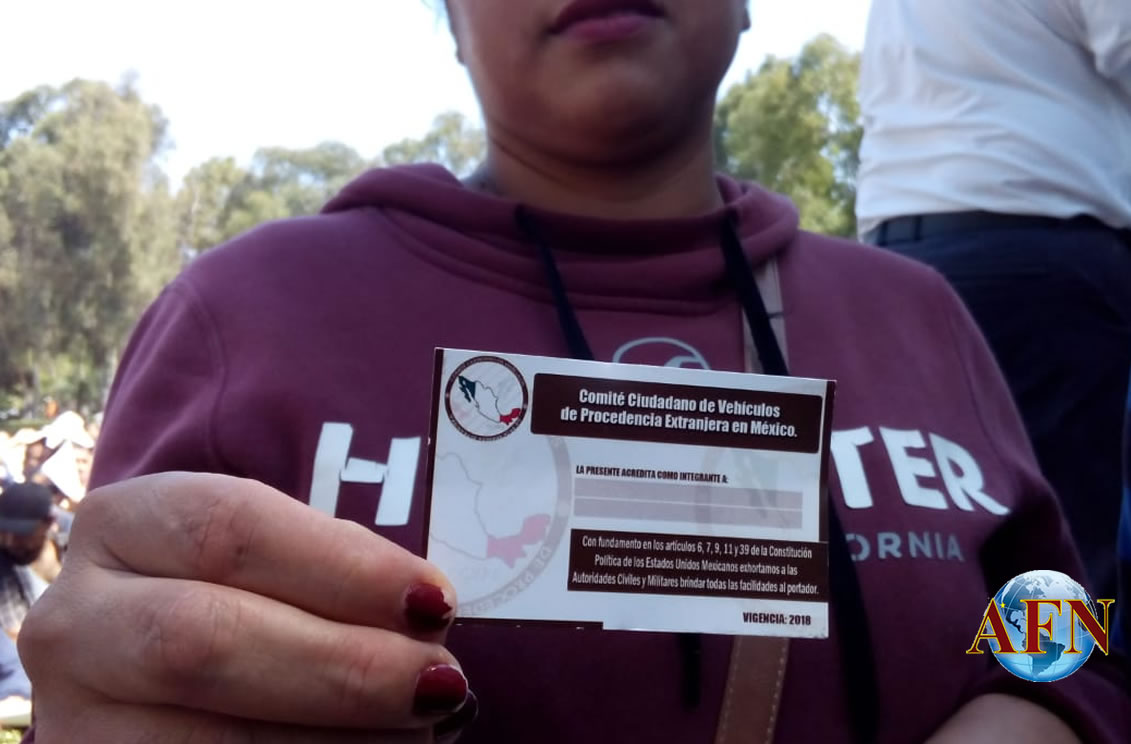 Comité Ciudadano de Vehículos
de Procedencia Extranjera en México.
LA PRESENTE ACREDITA COMO INTEGRANTE A:
Con fundamento en los artículos 6, 7, 9, 11 y 39 de la Constitución
Política de los Estados Unidos Mexicanos exhortamos a las
Autoridades Civiles y Militares brindar todas las facilidades al portador.
VIGENCIA: 2018
H
TER
ORNIA
AFN